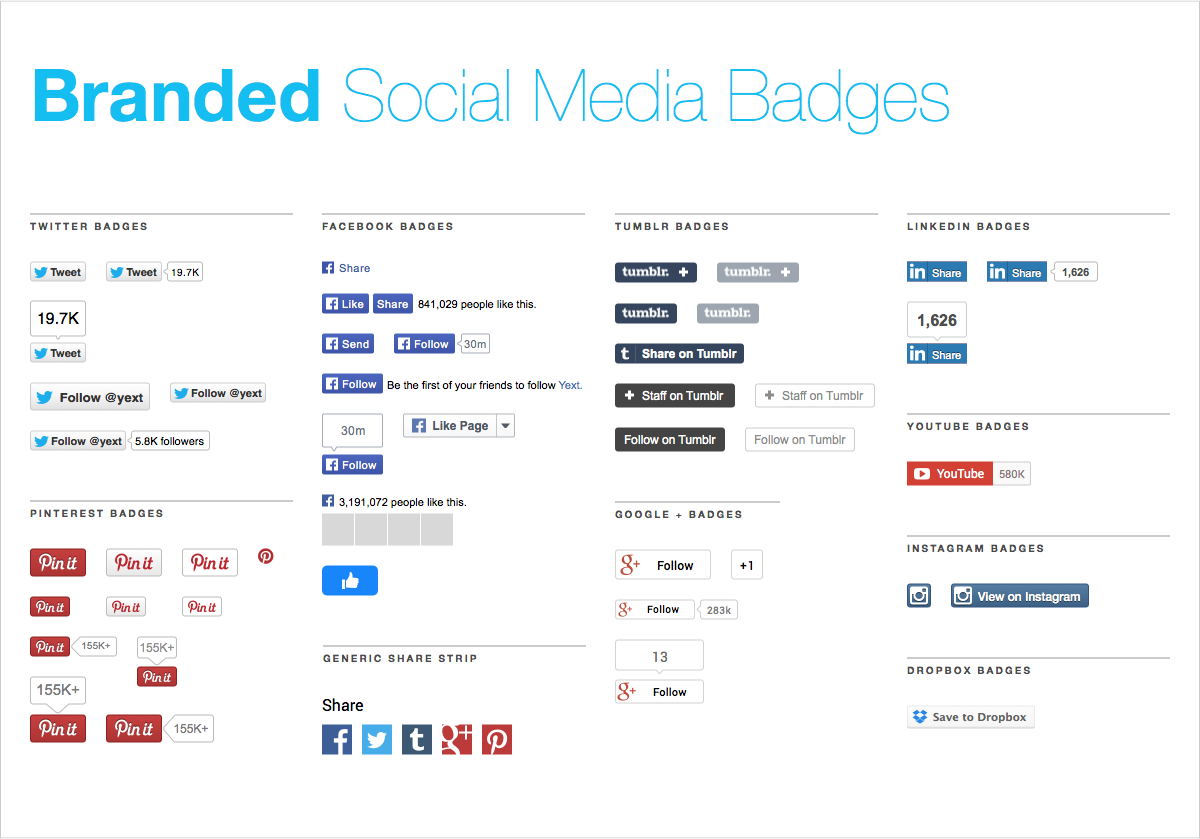 Branded Social Media Badges
TWITTER BADGES
Tweet
Tweet 19.7K
19.7K
Tweet
Follow @yext
Follow @yext
Follow @yext 5.8K followers
PINTEREST BADGES
Pin it
Pin it
Pin it
Pin it
Pin it
Pin it
Pin it 155K+
155K+
Pin it
155K+
Pin it
Pin it 155K+
FACEBOOK BADGES
Share
Like Share 841,029 people like this.
Send
Follow 30m
Follow Be the first of your friends to follow Yext.
30m
Follow
Like Page
3,191,072 people like this.
GENERIC SHARE STRIP
Share
TUMBLR BADGES
tumblr. +
tumblr. +
tumblr.
tumblr.
t Share on Tumblr
+ Staff on Tumblr
+ Staff on Tumblr
Follow on Tumblr
Follow on Tumblr
GOOGLE + BADGES
g+ Follow
+1
g+ Follow 283k
13
g+ Follow
LINKEDIN BADGES
in Share
in Share 1,626
1,626
in Share
YOUTUBE BADGES
YouTube 580K
INSTAGRAM BADGES
View on Instagram
DROPBOX BADGES
Save to Dropbox